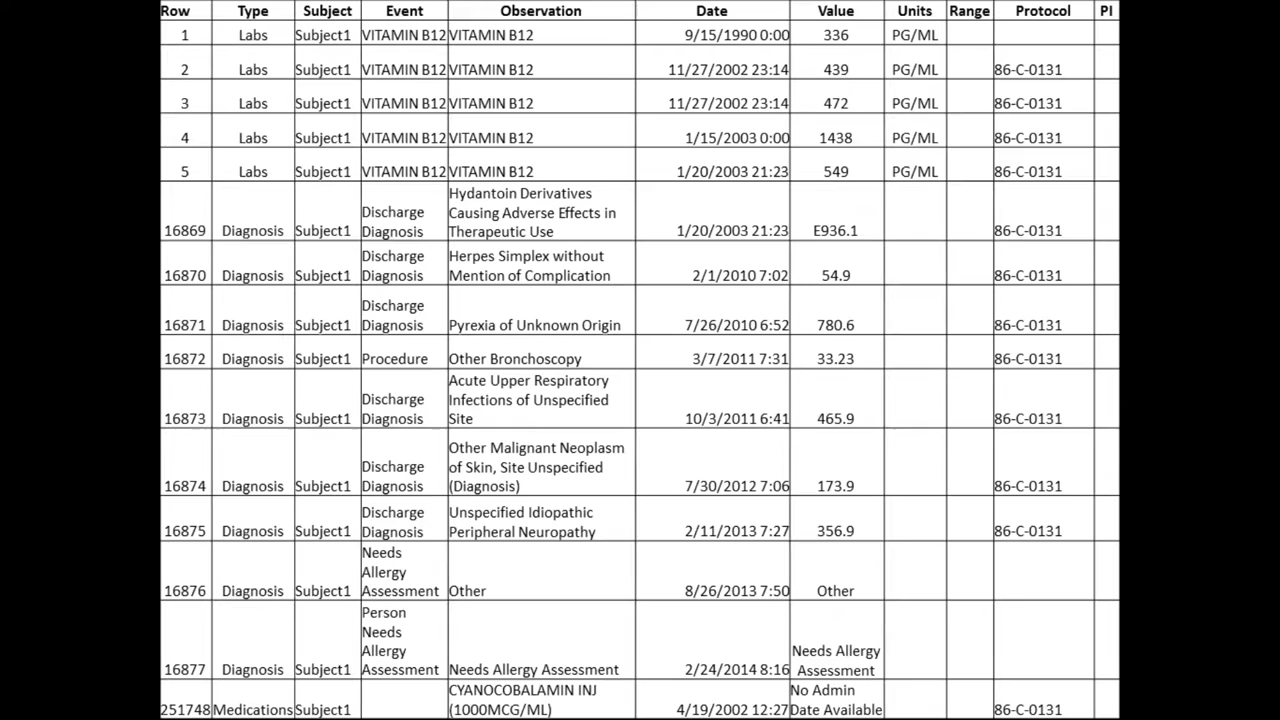 Row Type Subject Event Observation Date Value Units Range Protocol PI
1 Labs Subject1 VITAMIN B12 VITAMIN B12 9/15/1990 0:00 336 PG/ML
2 Labs Subject1 VITAMIN B12 VITAMIN B12 11/27/2002 23:14 439 PG/ML 86-C-0131
3 Labs Subject1 VITAMIN B12 VITAMIN B12 11/27/2002 23:14 472 PG/ML 86-C-0131
4 Labs Subject1 VITAMIN B12 VITAMIN B12 1/15/2003 0:00 1438 PG/ML 86-C-0131
5 Labs Subject1 VITAMIN B12 VITAMIN B12 1/20/2003 21:23 549 PG/ML 86-C-0131
Hydantoin Derivatives
Discharge Causing Adverse Effects in
16869 Diagnosis Subject1 Diagnosis Therapeutic Use 1/20/2003 21:23 E936.1 86-C-0131
Discharge Herpes Simplex without
16870 Diagnosis Subject1 Diagnosis Mention of Complication 2/1/2010 7:02 54.9 86-C-0131
Discharge
16871 Diagnosis Subject1 Diagnosis Pyrexia of Unknown Origin 7/26/2010 6:52 780.6 86-C-0131
16872 Diagnosis Subject1 Procedure Other Bronchoscopy 3/7/2011 7:31 33.23 86-C-0131
Acute Upper Respiratory
Discharge Infections of Unspecified
16873 Diagnosis Subject1 Diagnosis Site 10/3/2011 6:41 465.9 86-C-0131
Other Malignant Neoplasm
Discharge of Skin, Site Unspecified
16874 Diagnosis Subject1 Diagnosis (Diagnosis) 7/30/2012 7:06 173.9 86-C-0131
Discharge Unspecified Idiopathic
16875 Diagnosis Subject1 Diagnosis Peripheral Neuropathy 2/11/2013 7:27 356.9 86-C-0131
Needs
Allergy
16876 Diagnosis Subject1 Assessment Other 8/26/2013 7:50 Other
Person
Needs
Allergy Needs Allergy
16877 Diagnosis Subject1 Assessment Needs Allergy Assessment 2/24/2014 8:16 Assessment
CYANOCOBALAMIN INJ No Admin
251748 Medications Subject1 (1000MCG/ML) 4/19/2002 12:27 Date Available 86-C-0131